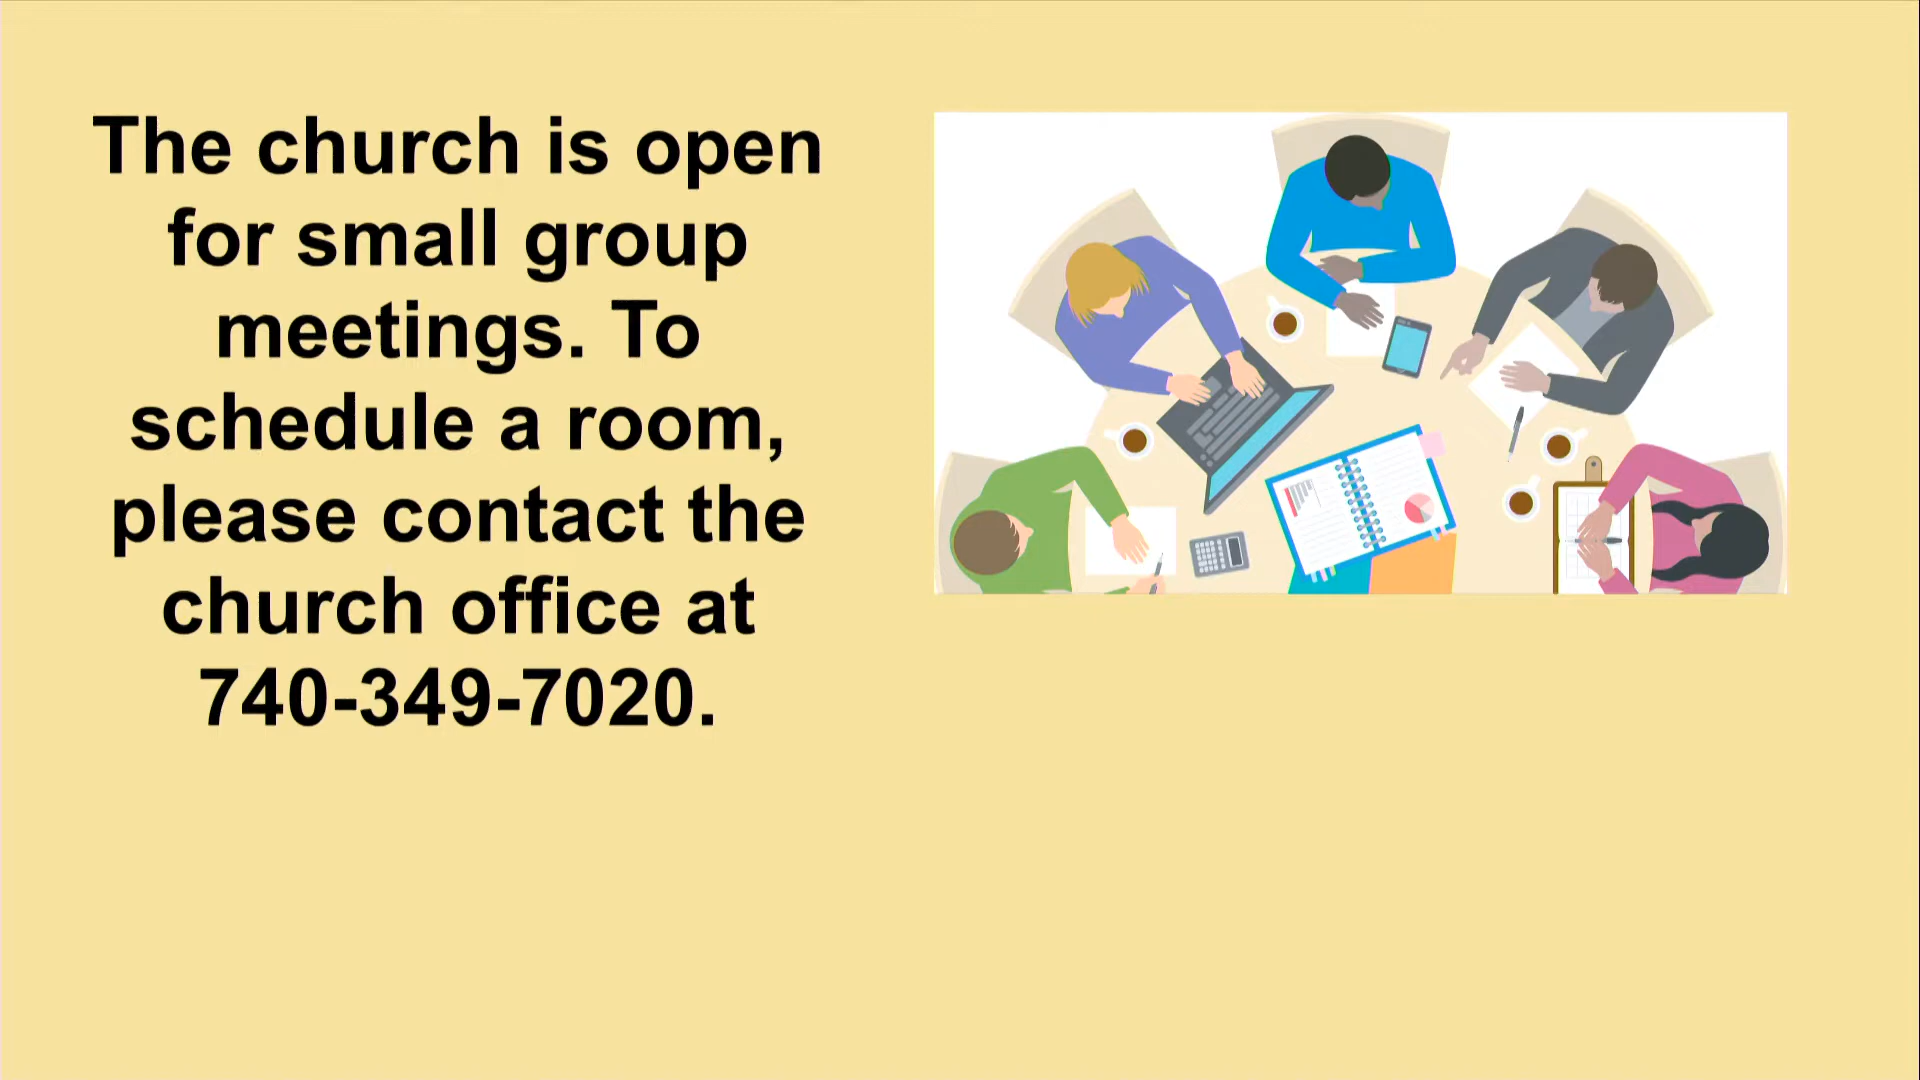 The church is open
for small group
meetings. To
schedule a room,
please contact the
church office at
740-349-7020.